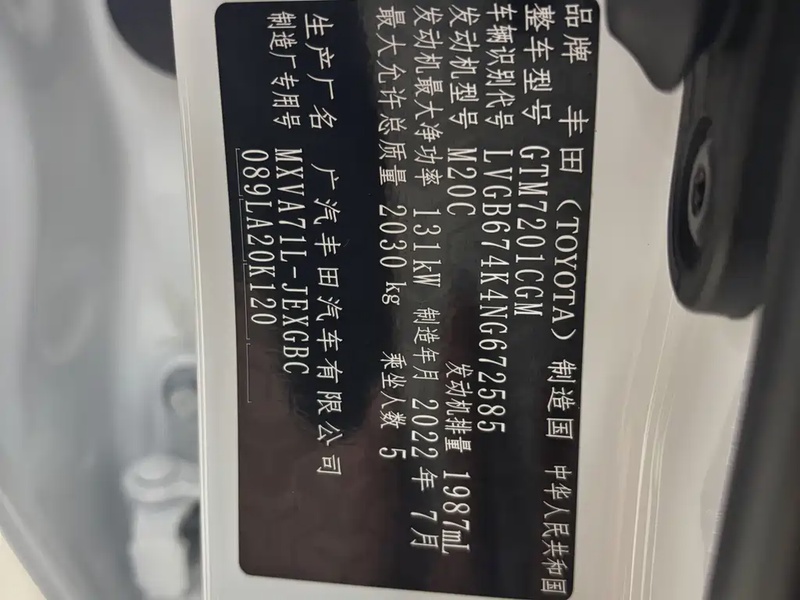 品牌 丰田（TOYOTA）制造国 中华人民共和国
整车型号 GTM7201CGM
车辆识别代号 LVGB674K4NG672585
发动机型号 M20C 发动机排量 1987mL
发动机最大净功率 131kW 制造年月 2022年 7月
最大允许总质量 2030 kg 乘坐人数 5
生产厂名 广汽丰田汽车有限公司
制造厂专用号 MXVA71L-JEXGBC
089LA20K120